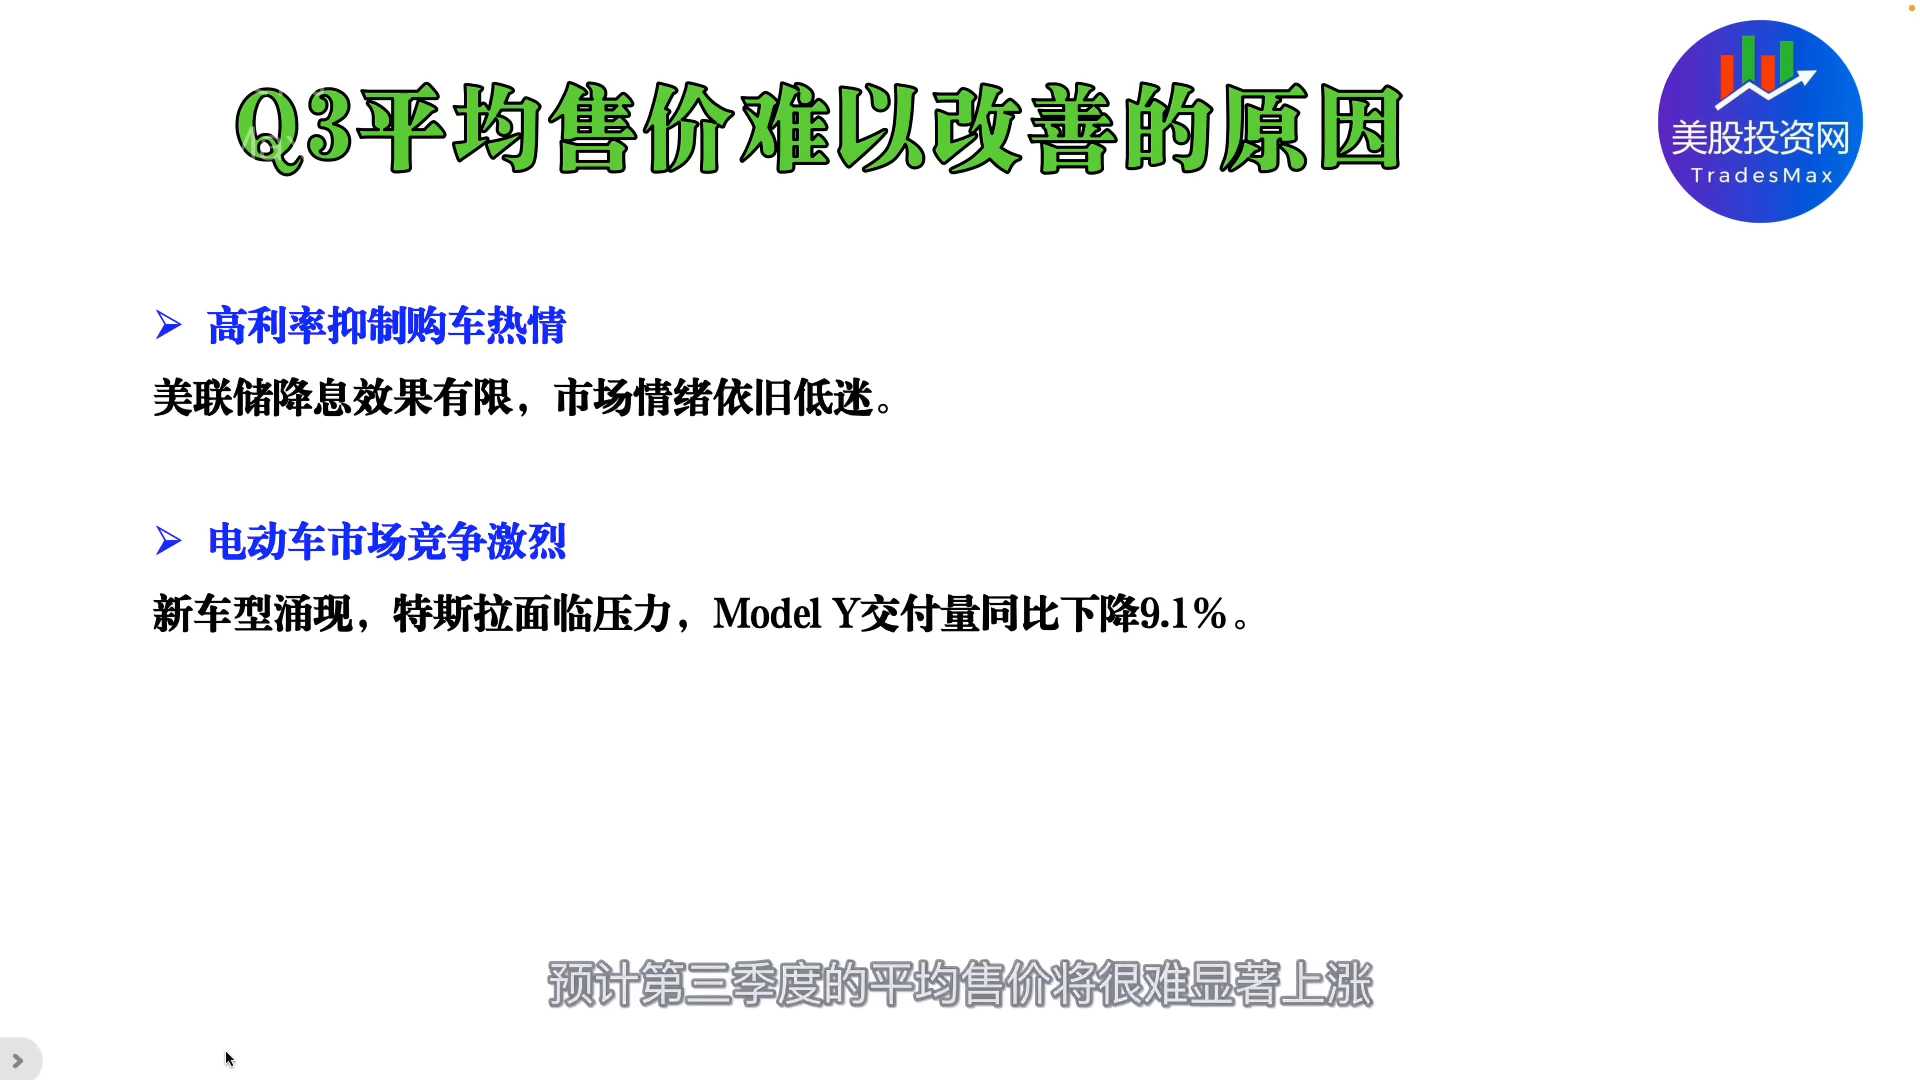 Q3平均售价难以改善的原因
美股投资网
TradesMax
➢ 高利率抑制购车热情
美联储降息效果有限，市场情绪依旧低迷。
➢ 电动车市场竞争激烈
新车型涌现，特斯拉面临压力，Model Y交付量同比下降9.1%。
预计第三季度的平均售价将很难显著上涨